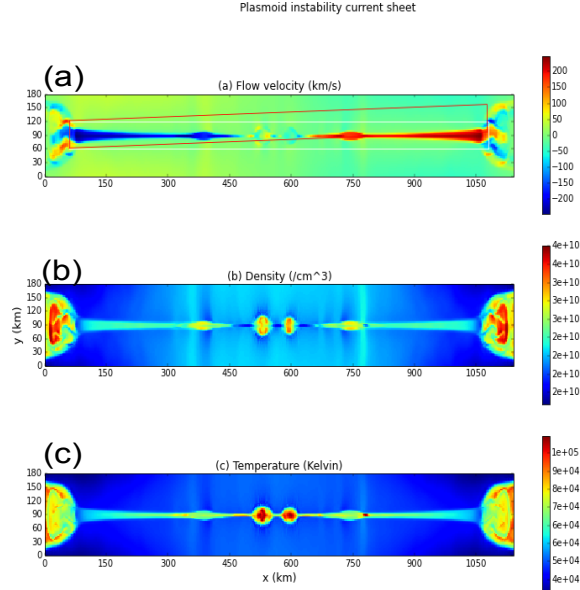 Plasmoid instability current sheet
(a)
(a) Flow velocity (km/s)
180
150
120
90
60
30
0
0 150 300 450 600 750 900 1050
200
150
100
50
0
−50
−100
−150
−200
(b)
(b) Density (/cm^3)
y (km)
180
150
120
90
60
30
0
0 150 300 450 600 750 900 1050
4e+10
4e+10
3e+10
3e+10
3e+10
2e+10
2e+10
2e+10
(c)
(c) Temperature (Kelvin)
180
150
120
90
60
30
0
0 150 300 450 600 750 900 1050
x (km)
1e+05
9e+04
8e+04
7e+04
6e+04
5e+04
4e+04